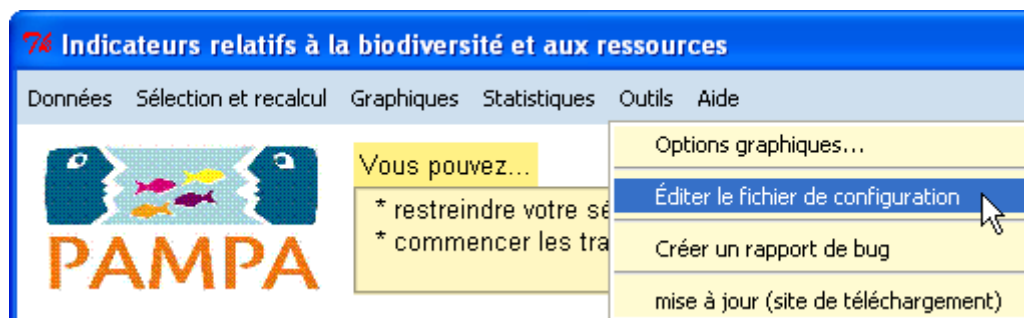 Indicateurs relatifs à la biodiversité et aux ressources
Données Sélection et recalcul Graphiques Statistiques Outils Aide
Options graphiques...
Éditer le fichier de configuration
Créer un rapport de bug
mise à jour (site de téléchargement)
Vous pouvez...
* restreindre votre sé
* commencer les tra
PAMPA